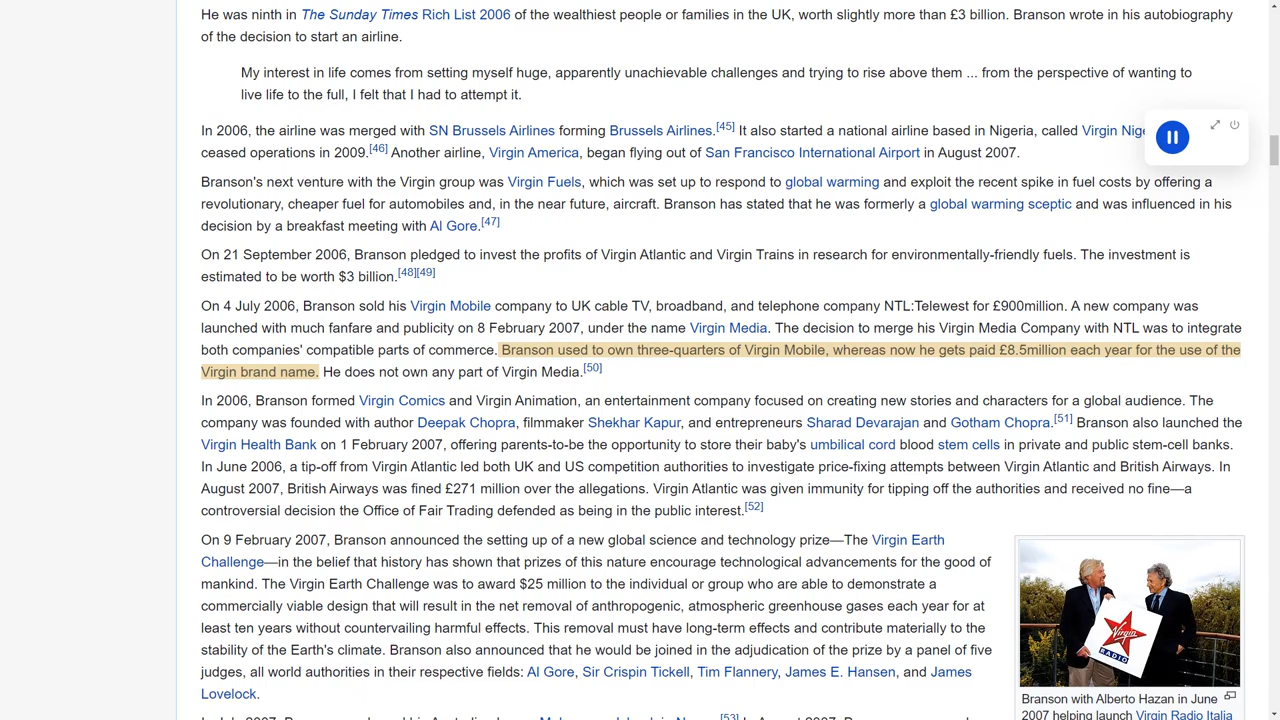 He was ninth in The Sunday Times Rich List 2006 of the wealthiest people or families in the UK, worth slightly more than £3 billion. Branson wrote in his autobiography
of the decision to start an airline.
My interest in life comes from setting myself huge, apparently unachievable challenges and trying to rise above them ... from the perspective of wanting to
live life to the full, I felt that I had to attempt it.
In 2006, the airline was merged with SN Brussels Airlines forming Brussels Airlines.[45] It also started a national airline based in Nigeria, called Virgin Nige
ceased operations in 2009.[46] Another airline, Virgin America, began flying out of San Francisco International Airport in August 2007.
Branson's next venture with the Virgin group was Virgin Fuels, which was set up to respond to global warming and exploit the recent spike in fuel costs by offering a
revolutionary, cheaper fuel for automobiles and, in the near future, aircraft. Branson has stated that he was formerly a global warming sceptic and was influenced in his
decision by a breakfast meeting with Al Gore.[47]
On 21 September 2006, Branson pledged to invest the profits of Virgin Atlantic and Virgin Trains in research for environmentally-friendly fuels. The investment is
estimated to be worth $3 billion.[48][49]
On 4 July 2006, Branson sold his Virgin Mobile company to UK cable TV, broadband, and telephone company NTL:Telewest for £900million. A new company was
launched with much fanfare and publicity on 8 February 2007, under the name Virgin Media. The decision to merge his Virgin Media Company with NTL was to integrate
both companies' compatible parts of commerce. Branson used to own three-quarters of Virgin Mobile, whereas now he gets paid £8.5million each year for the use of the
Virgin brand name. He does not own any part of Virgin Media.[50]
In 2006, Branson formed Virgin Comics and Virgin Animation, an entertainment company focused on creating new stories and characters for a global audience. The
company was founded with author Deepak Chopra, filmmaker Shekhar Kapur, and entrepreneurs Sharad Devarajan and Gotham Chopra.[51] Branson also launched the
Virgin Health Bank on 1 February 2007, offering parents-to-be the opportunity to store their baby's umbilical cord blood stem cells in private and public stem-cell banks.
In June 2006, a tip-off from Virgin Atlantic led both UK and US competition authorities to investigate price-fixing attempts between Virgin Atlantic and British Airways. In
August 2007, British Airways was fined £271 million over the allegations. Virgin Atlantic was given immunity for tipping off the authorities and received no fine—a
controversial decision the Office of Fair Trading defended as being in the public interest.[52]
On 9 February 2007, Branson announced the setting up of a new global science and technology prize—The Virgin Earth
Challenge—in the belief that history has shown that prizes of this nature encourage technological advancements for the good of
mankind. The Virgin Earth Challenge was to award $25 million to the individual or group who are able to demonstrate a
commercially viable design that will result in the net removal of anthropogenic, atmospheric greenhouse gases each year for at
least ten years without countervailing harmful effects. This removal must have long-term effects and contribute materially to the
stability of the Earth's climate. Branson also announced that he would be joined in the adjudication of the prize by a panel of five
judges, all world authorities in their respective fields: Al Gore, Sir Crispin Tickell, Tim Flannery, James E. Hansen, and James
Lovelock.
Virgin
RADIO
Branson with Alberto Hazan in June
2007 helping launch Virgin Radio Italia
[53]